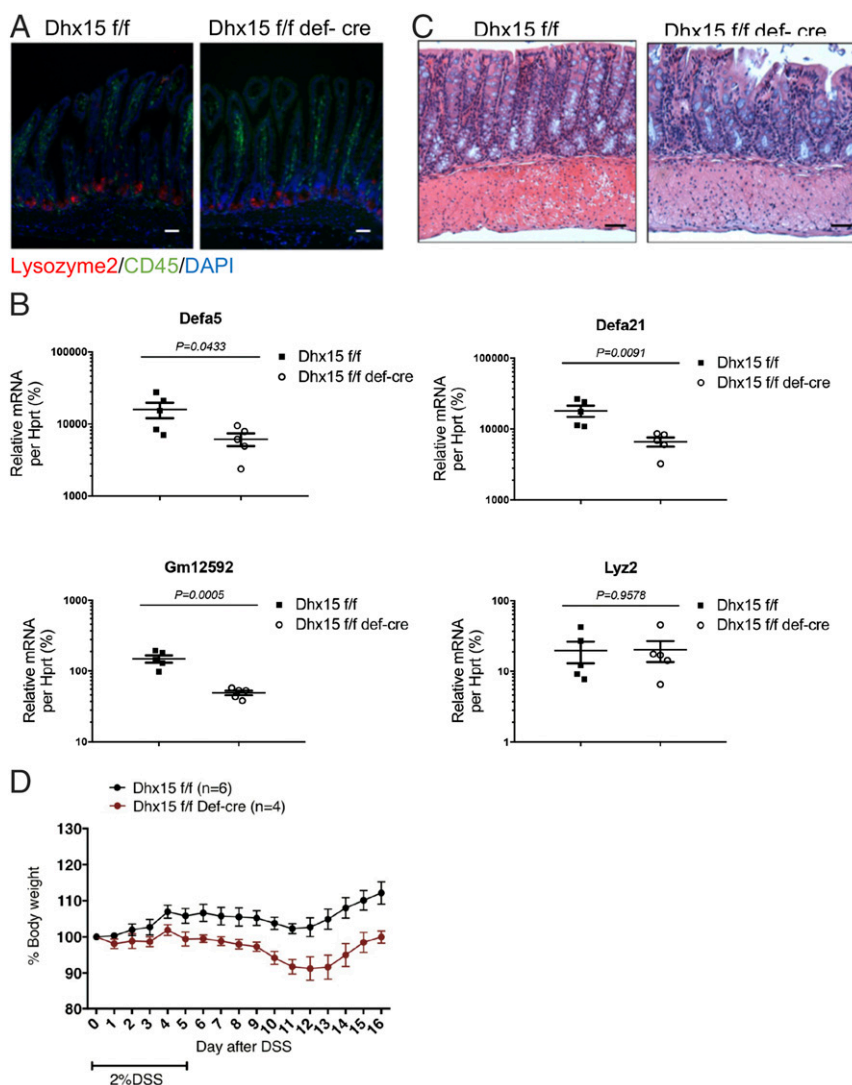 A
Dhx15 f/f
Dhx15 f/f def- cre
C
Dhx15 f/f
Dhx15 f/f def- cre
Lysozyme2/CD45/DAPI
B
Defa5
P=0.0433
Dhx15 f/f
Dhx15 f/f def-cre
Relative mRNA
per Hprt (%)
100000
10000
1000
Defa21
P=0.0091
Dhx15 f/f
Dhx15 f/f def-cre
Relative mRNA
per Hprt (%)
100000
10000
1000
Gm12592
P=0.0005
Dhx15 f/f
Dhx15 f/f def-cre
Relative mRNA
per Hprt (%)
1000
100
10
Lyz2
P=0.9578
Dhx15 f/f
Dhx15 f/f def-cre
Relative mRNA
per Hprt (%)
100
10
1
D
Dhx15 f/f (n=6)
Dhx15 f/f Def-cre (n=4)
% Body weight
130
120
110
100
90
80
0 1 2 3 4 5 6 7 8 9 10 11 12 13 14 15 16
Day after DSS
2%DSS